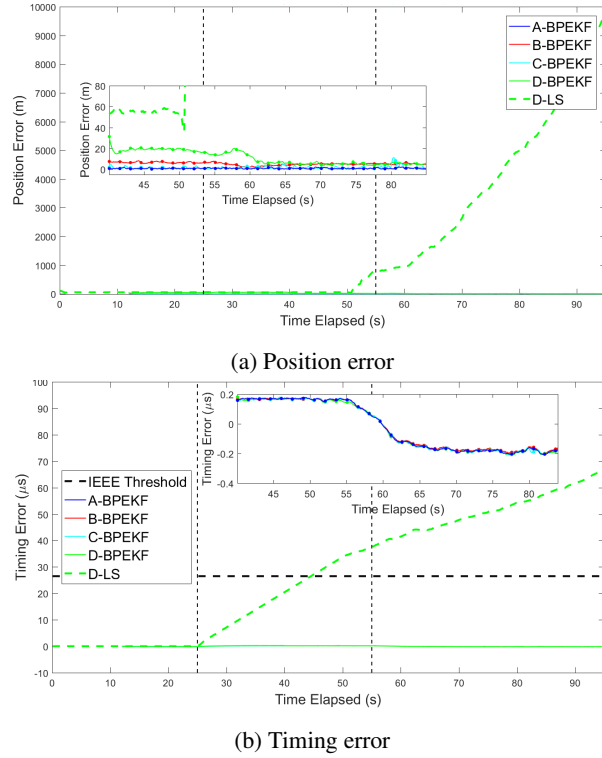 10000
9000
8000
7000
6000
5000
4000
3000
2000
1000
0
Position Error (m)
0 10 20 30 40 50 60 70 80 90
Time Elapsed (s)
A-BPEKF
B-BPEKF
C-BPEKF
D-BPEKF
D-LS
80
60
40
20
0
Position Error (m)
45 50 55 60 65 70 75 80
Time Elapsed (s)
(a) Position error
100
90
80
70
60
50
40
30
20
10
0
-10
Timing Error (μs)
0 10 20 30 40 50 60 70 80 90
Time Elapsed (s)
IEEE Threshold
A-BPEKF
B-BPEKF
C-BPEKF
D-BPEKF
D-LS
0.2
0
-0.2
-0.4
Timing Error (μs)
45 50 55 60 65 70 75 80
Time Elapsed (s)
(b) Timing error